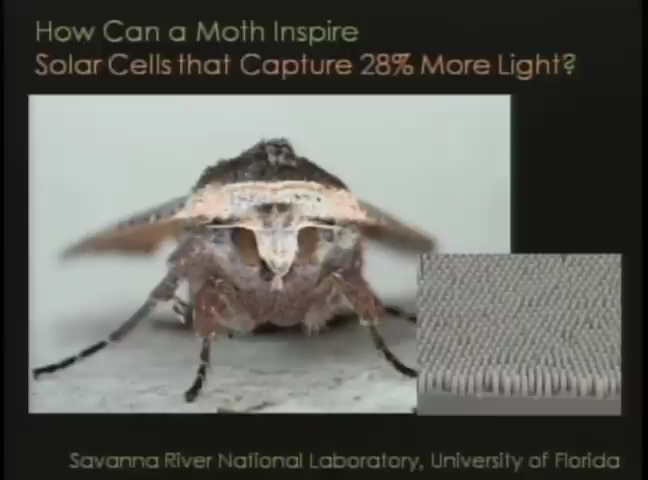 How Can a Moth Inspire
Solar Cells that Capture 28% More Light?
Savanna River National Laboratory, University of Florida